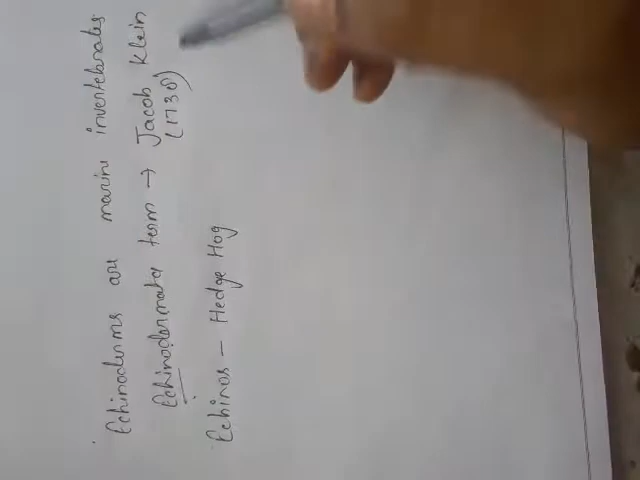 Echinoderms are marine invertebrates
Echinodermata term → Jacob Klein
(1738)
Echinos - Hedge Hog